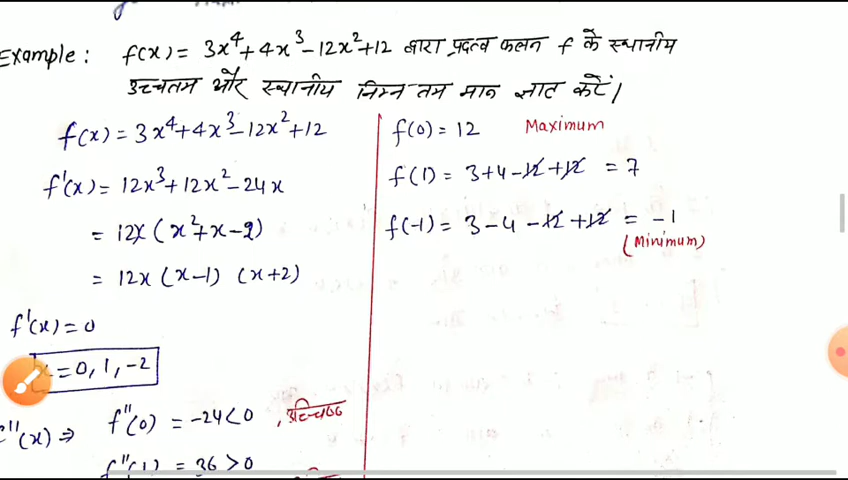 Example: f(x) = 3x⁴+4x³-12x²+12 द्वारा प्रदत्त फलन f के स्थानीय
उच्चतम और स्थानीय निम्नतम मान ज्ञात करें।
f(x) = 3x⁴+4x³-12x²+12
f'(x) = 12x³+12x²-24x
= 12x (x²+x-2)
= 12x (x-1) (x+2)
f'(x) = 0
x = 0, 1, -2
f''(x) ⇒ f''(0) = -24<0
f''(1) = 36 >0
f(0) = 12 Maximum
f(1) = 3+4-12+12 = 7
f(-1) = 3-4-12+12 = -1
(Minimum)